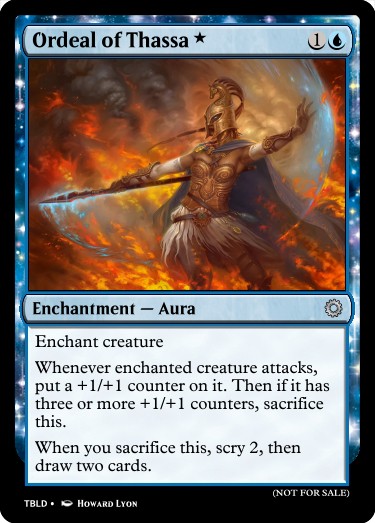 Ordeal of Thassa ★ 1
Enchantment — Aura
Enchant creature
Whenever enchanted creature attacks,
put a +1/+1 counter on it. Then if it has
three or more +1/+1 counters, sacrifice
this.
When you sacrifice this, scry 2, then
draw two cards.
(NOT FOR SALE)
TBLD • Howard Lyon